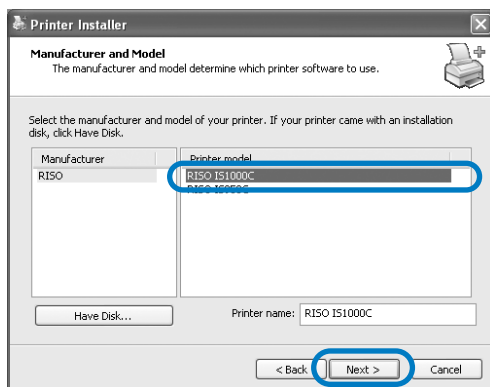 Printer Installer
Manufacturer and Model
The manufacturer and model determine which printer software to use.
Select the manufacturer and model of your printer. If your printer came with an installation
disk, click Have Disk.
Manufacturer
Printer model
RISO
RISO IS1000C
RISO IS950C
Have Disk...
Printer name:
RISO IS1000C
< Back
Next >
Cancel